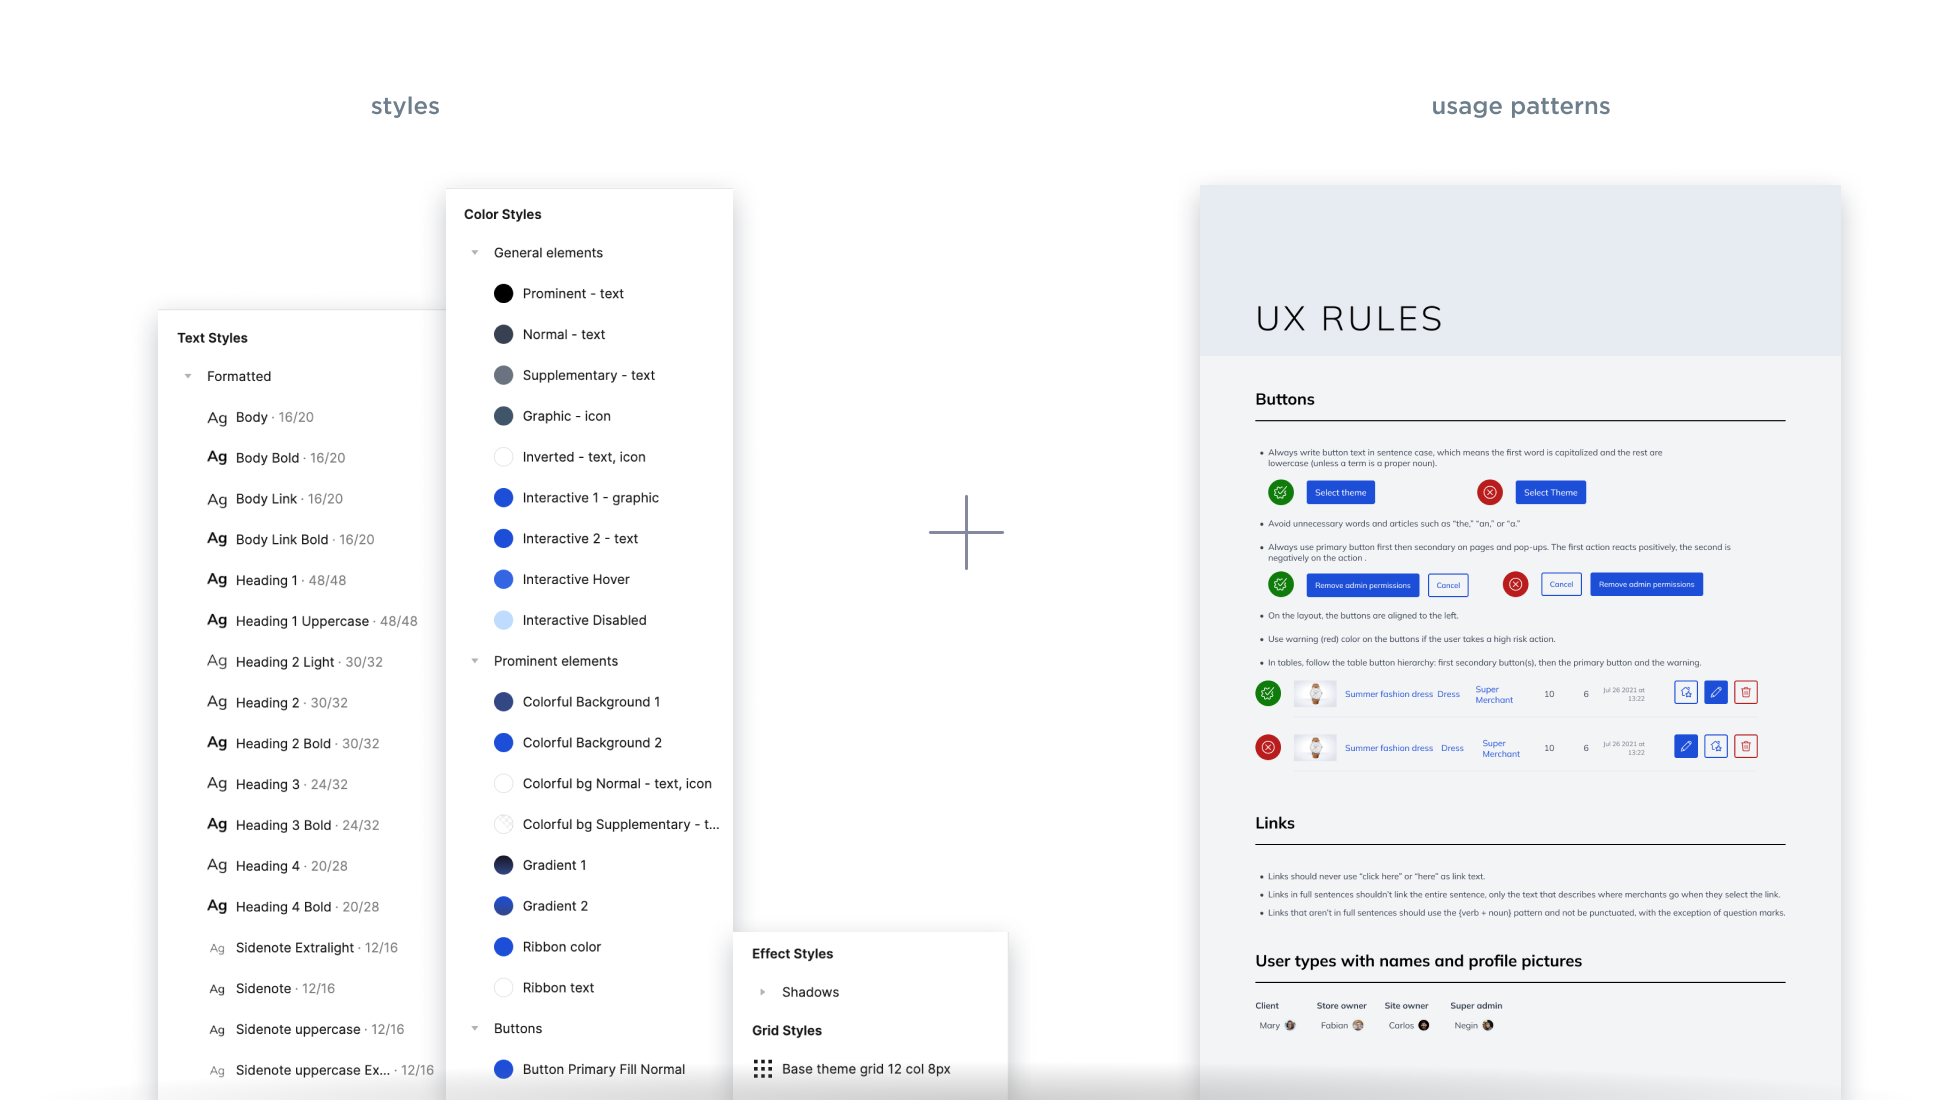 styles
usage patterns
Text Styles
Formatted
Ag Body · 16/20
Ag Body Bold · 16/20
Ag Body Link · 16/20
Ag Body Link Bold · 16/20
Ag Heading 1 · 48/48
Ag Heading 1 Uppercase · 48/48
Ag Heading 2 Light · 30/32
Ag Heading 2 · 30/32
Ag Heading 2 Bold · 30/32
Ag Heading 3 · 24/32
Ag Heading 3 Bold · 24/32
Ag Heading 4 · 20/28
Ag Heading 4 Bold · 20/28
Ag Sidenote Extralight · 12/16
Ag Sidenote · 12/16
Ag Sidenote uppercase · 12/16
Ag Sidenote uppercase Ex... · 12/16
Color Styles
General elements
Prominent - text
Normal - text
Supplementary - text
Graphic - icon
Inverted - text, icon
Interactive 1 - graphic
Interactive 2 - text
Interactive Hover
Interactive Disabled
Prominent elements
Colorful Background 1
Colorful Background 2
Colorful bg Normal - text, icon
Colorful bg Supplementary - t...
Gradient 1
Gradient 2
Ribbon color
Ribbon text
Buttons
Button Primary Fill Normal
Effect Styles
Shadows
Grid Styles
Base theme grid 12 col 8px
UX RULES
Buttons
• Always write button text in sentence case, which means the first word is capitalized and the rest are
lowercase (unless a term is a proper noun).
Select theme
Select Theme
• Avoid unnecessary words and articles such as “the,” “an,” or “a.”
• Always use primary button first then secondary on pages and pop-ups. The first action reacts positively, the second is
negatively on the action .
Remove admin permissions
Cancel
Cancel
Remove admin permissions
• On the layout, the buttons are aligned to the left.
• Use warning (red) color on the buttons if the user takes a high risk action.
• In tables, follow the table button hierarchy: first secondary button(s), then the primary button and the warning.
Summer fashion dress Dress Super Merchant 10 6 Jul 26 2021 at 13:22
Summer fashion dress Dress Super Merchant 10 6 Jul 26 2021 at 13:22
Links
• Links should never use “click here” or “here” as link text.
• Links in full sentences shouldn’t link the entire sentence, only the text that describes where merchants go when they select the link.
• Links that aren’t in full sentences should use the {verb + noun} pattern and not be punctuated, with the exception of question marks.
User types with names and profile pictures
Client Store owner Site owner Super admin
Mary Fabian Carlos Negin